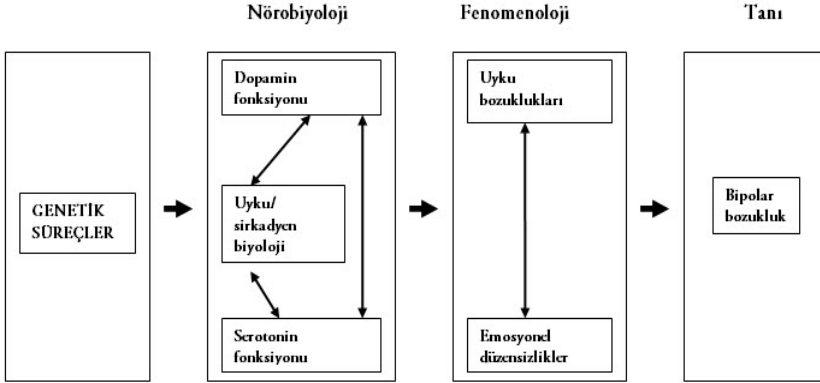 Nörobiyoloji
Fenomenoloji
Tanı
GENETİK
SÜREÇLER
Dopamin
fonksiyonu
Uyku/
sirkadyen
biyoloji
Serotonin
fonksiyonu
Uyku
bozuklukları
Emosyonel
düzensizlikler
Bipolar
bozukluk